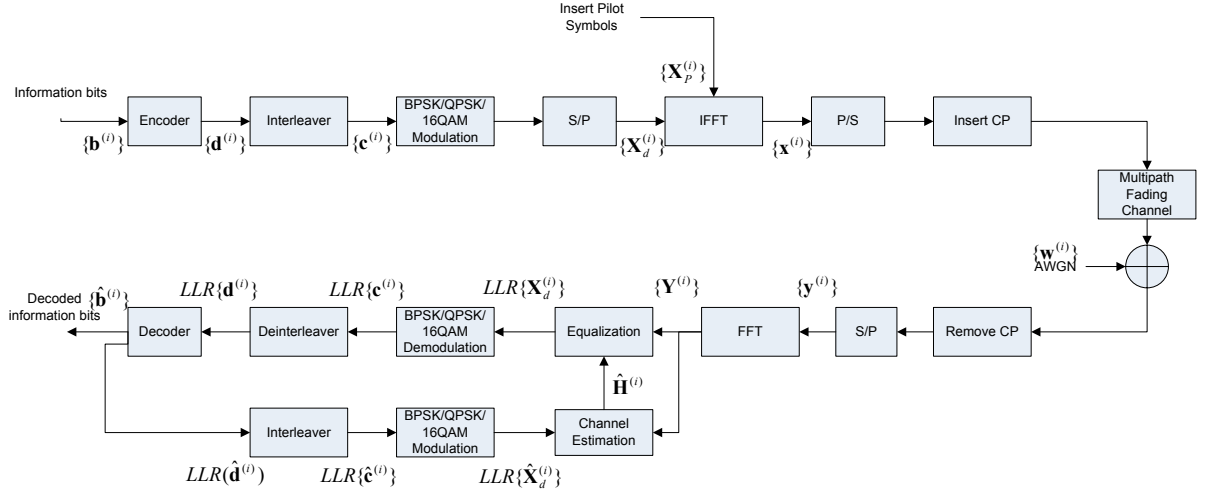 Insert Pilot
Symbols
{X_P^{(i)}}
Information bits
{b^{(i)}}
Encoder
{d^{(i)}}
Interleaver
{c^{(i)}}
BPSK/QPSK/
16QAM
Modulation
S/P
{X_d^{(i)}}
IFFT
{x^{(i)}}
P/S
Insert CP
Multipath
Fading
Channel
{w^{(i)}}
AWGN
Remove CP
{y^{(i)}}
S/P
FFT
{Y^{(i)}}
Equalization
LLR{X_d^{(i)}}
BPSK/QPSK/
16QAM
Demodulation
LLR{c^{(i)}}
Deinterleaver
LLR{d^{(i)}}
Decoder
{b̂^{(i)}}
Decoded
information bits
Interleaver
LLR(d̂^{(i)})
BPSK/QPSK/
16QAM
Modulation
LLR{ĉ^{(i)}}
LLR{X̂_d^{(i)}}
Channel
Estimation
Ĥ^{(i)}